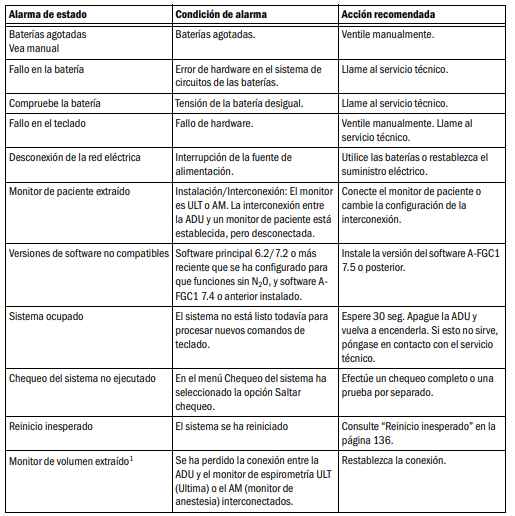 Alarma de estado Condición de alarma Acción recomendada
Baterías agotadas Baterías agotadas. Ventile manualmente.
Vea manual
Fallo en la batería Error de hardware en el sistema de Llame al servicio técnico.
circuitos de las baterías.
Compruebe la batería Tensión de la batería desigual. Llame al servicio técnico.
Fallo en el teclado Fallo de hardware. Ventile manualmente. Llame al
servicio técnico.
Desconexión de la red eléctrica Interrupción de la fuente de Utilice las baterías o restablezca el
alimentación. suministro eléctrico.
Monitor de paciente extraído Instalación/Interconexión: El monitor Conecte el monitor de paciente o
es ULT o AM. La interconexión entre cambie la configuración de la
la ADU y un monitor de paciente está interconexión.
establecida, pero desconectada.
Versiones de software no compatibles Software principal 6.2/7.2 o más Instale la versión del software A-FGC1
reciente que se ha configurado para 7.5 o posterior.
que funciones sin N₂O, y software A-
FGC1 7.4 o anterior instalado.
Sistema ocupado El sistema no está listo todavía para Espere 30 seg. Apague la ADU y
procesar nuevos comandos de vuelva a encenderla. Si esto no sirve,
teclado. póngase en contacto con el servicio
técnico.
Chequeo del sistema no ejecutado En el menú Chequeo del sistema ha Efectúe un chequeo completo o una
seleccionado la opción Saltar prueba por separado.
chequeo.
Reinicio inesperado El sistema se ha reiniciado Consulte “Reinicio inesperado” en la
página 136.
Monitor de volumen extraído¹ Se ha perdido la conexión entre la Restablezca la conexión.
ADU y el monitor de espirometría ULT
(Ultima) o el AM (monitor de
anestesia) interconectados.